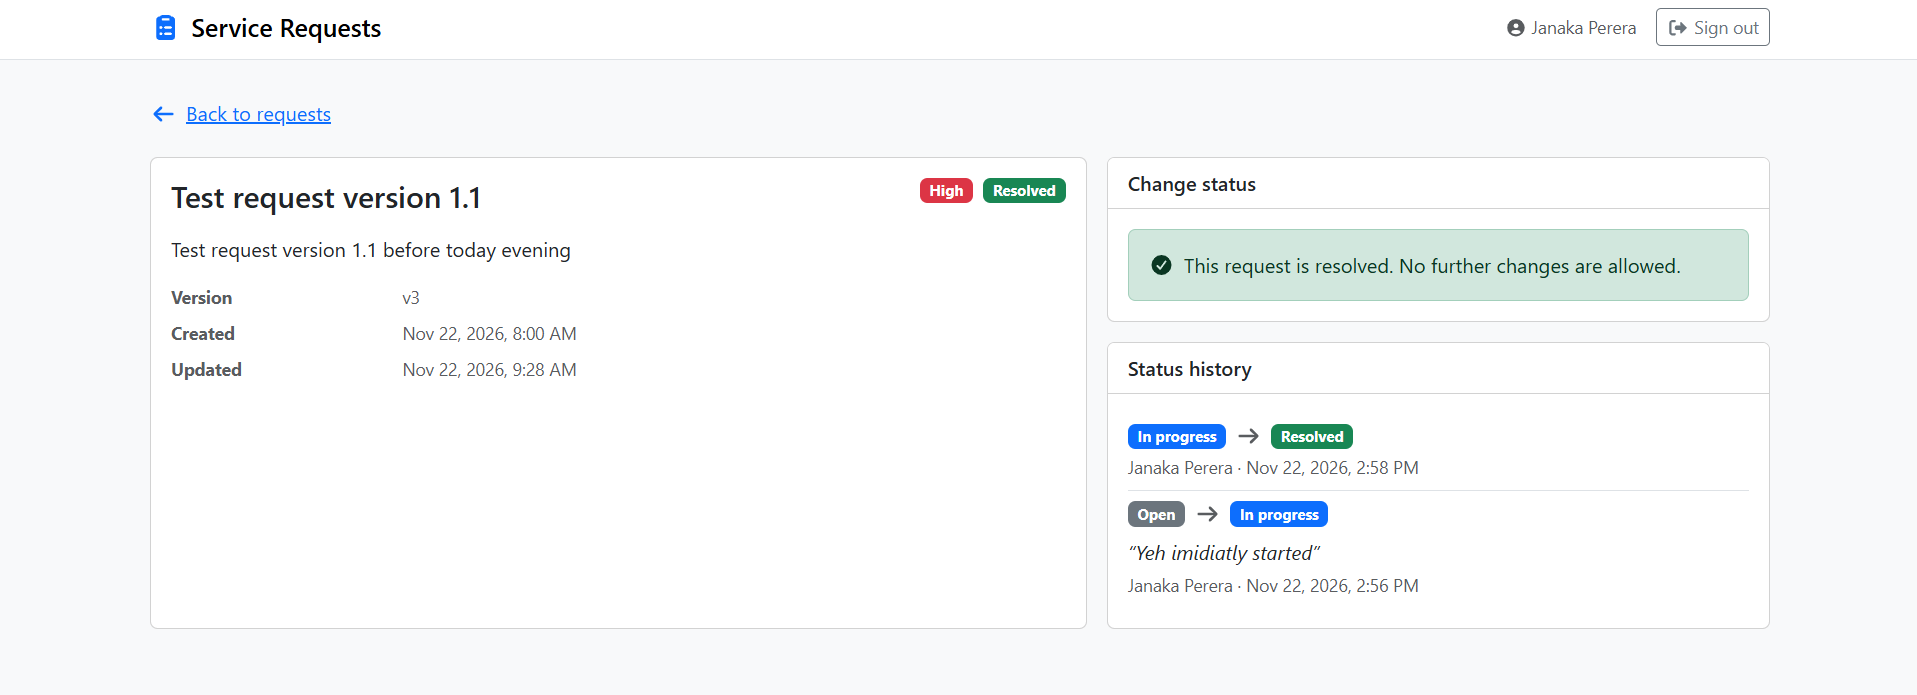 Service Requests
Janaka Perera
Sign out
Back to requests
Test request version 1.1
High
Resolved
Test request version 1.1 before today evening
Version v3
Created Nov 22, 2026, 8:00 AM
Updated Nov 22, 2026, 9:28 AM
Change status
This request is resolved. No further changes are allowed.
Status history
In progress → Resolved
Janaka Perera · Nov 22, 2026, 2:58 PM
Open → In progress
“Yeh imidiatly started”
Janaka Perera · Nov 22, 2026, 2:56 PM